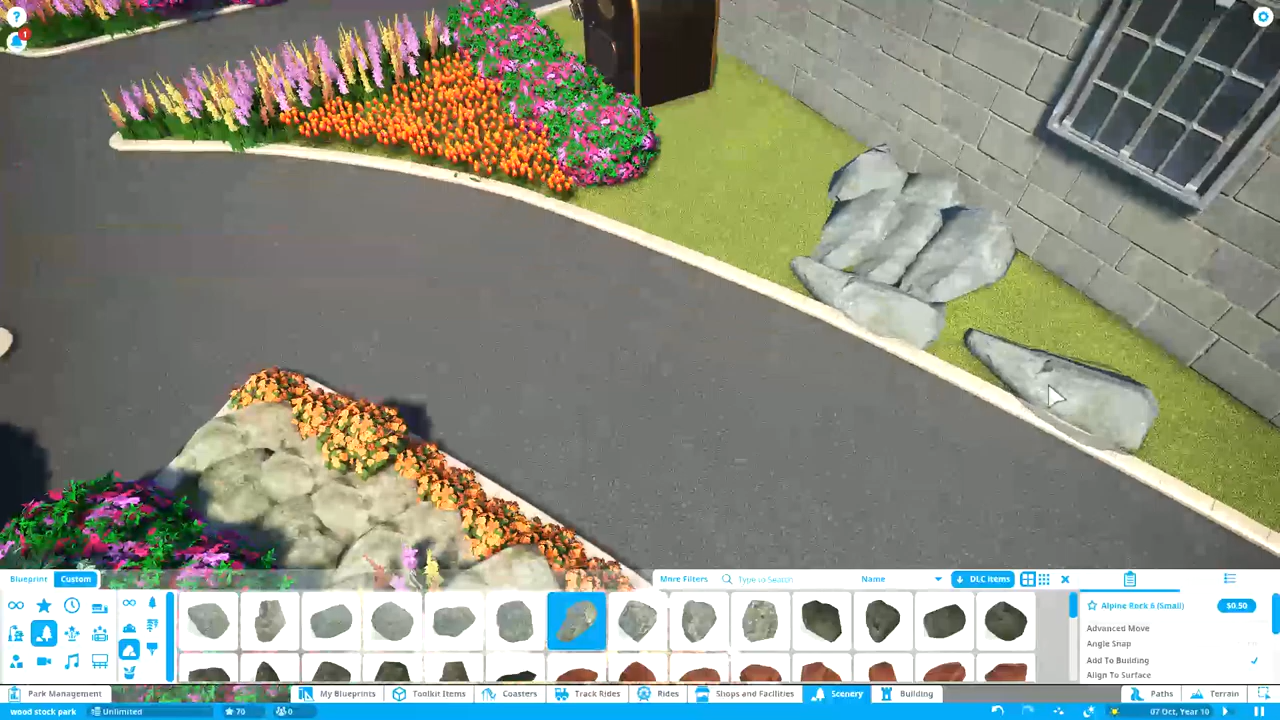 ?
1
Blueprint Custom More Filters Type to Search Name DLC Items
Alpine Rock 6 (Small) $0.50
Advanced Move
Angle Snap
Add To Building
Align To Surface
Park Management My Blueprints Toolkit Items Coasters Track Rides Rides Shops and Facilities Scenery Building Paths Terrain
wood stock park Unlimited 70 0 07 Oct, Year 10